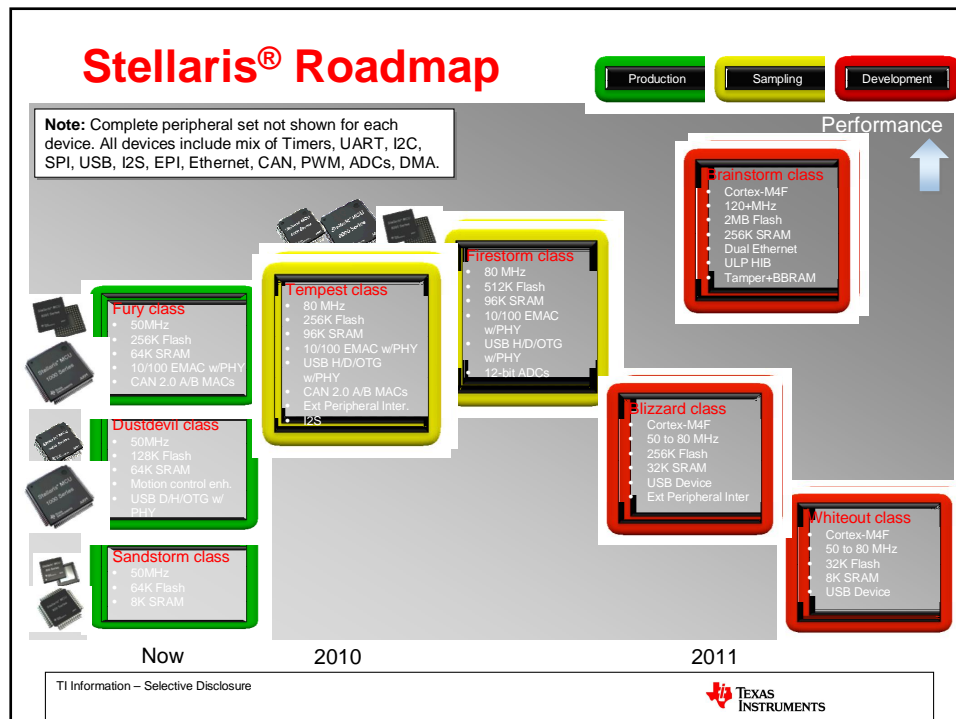 Stellaris® Roadmap
Production
Sampling
Development
Note: Complete peripheral set not shown for each
device. All devices include mix of Timers, UART, I2C,
SPI, USB, I2S, EPI, Ethernet, CAN, PWM, ADCs, DMA.
Performance
Fury class
• 50MHz
• 256K Flash
• 64K SRAM
• 10/100 EMAC w/PHY
• CAN 2.0 A/B MACs
Dustdevil class
• 50MHz
• 128K Flash
• 64K SRAM
• Motion control enh.
• USB D/H/OTG w/
PHY
Sandstorm class
• 50MHz
• 64K Flash
• 8K SRAM
Tempest class
• 80 MHz
• 256K Flash
• 96K SRAM
• 10/100 EMAC w/PHY
• USB H/D/OTG
w/PHY
• CAN 2.0 A/B MACs
• Ext Peripheral Inter.
• I2S
Firestorm class
• 80 MHz
• 512K Flash
• 96K SRAM
• 10/100 EMAC
w/PHY
• USB H/D/OTG
w/PHY
• 12-bit ADCs
Brainstorm class
• Cortex-M4F
• 120+MHz
• 2MB Flash
• 256K SRAM
• Dual Ethernet
• ULP HIB
• Tamper+BBRAM
Blizzard class
• Cortex-M4F
• 50 to 80 MHz
• 256K Flash
• 32K SRAM
• USB Device
• Ext Peripheral Inter
Whiteout class
• Cortex-M4F
• 50 to 80 MHz
• 32K Flash
• 8K SRAM
• USB Device
Now
2010
2011
TI Information – Selective Disclosure
TEXAS
INSTRUMENTS